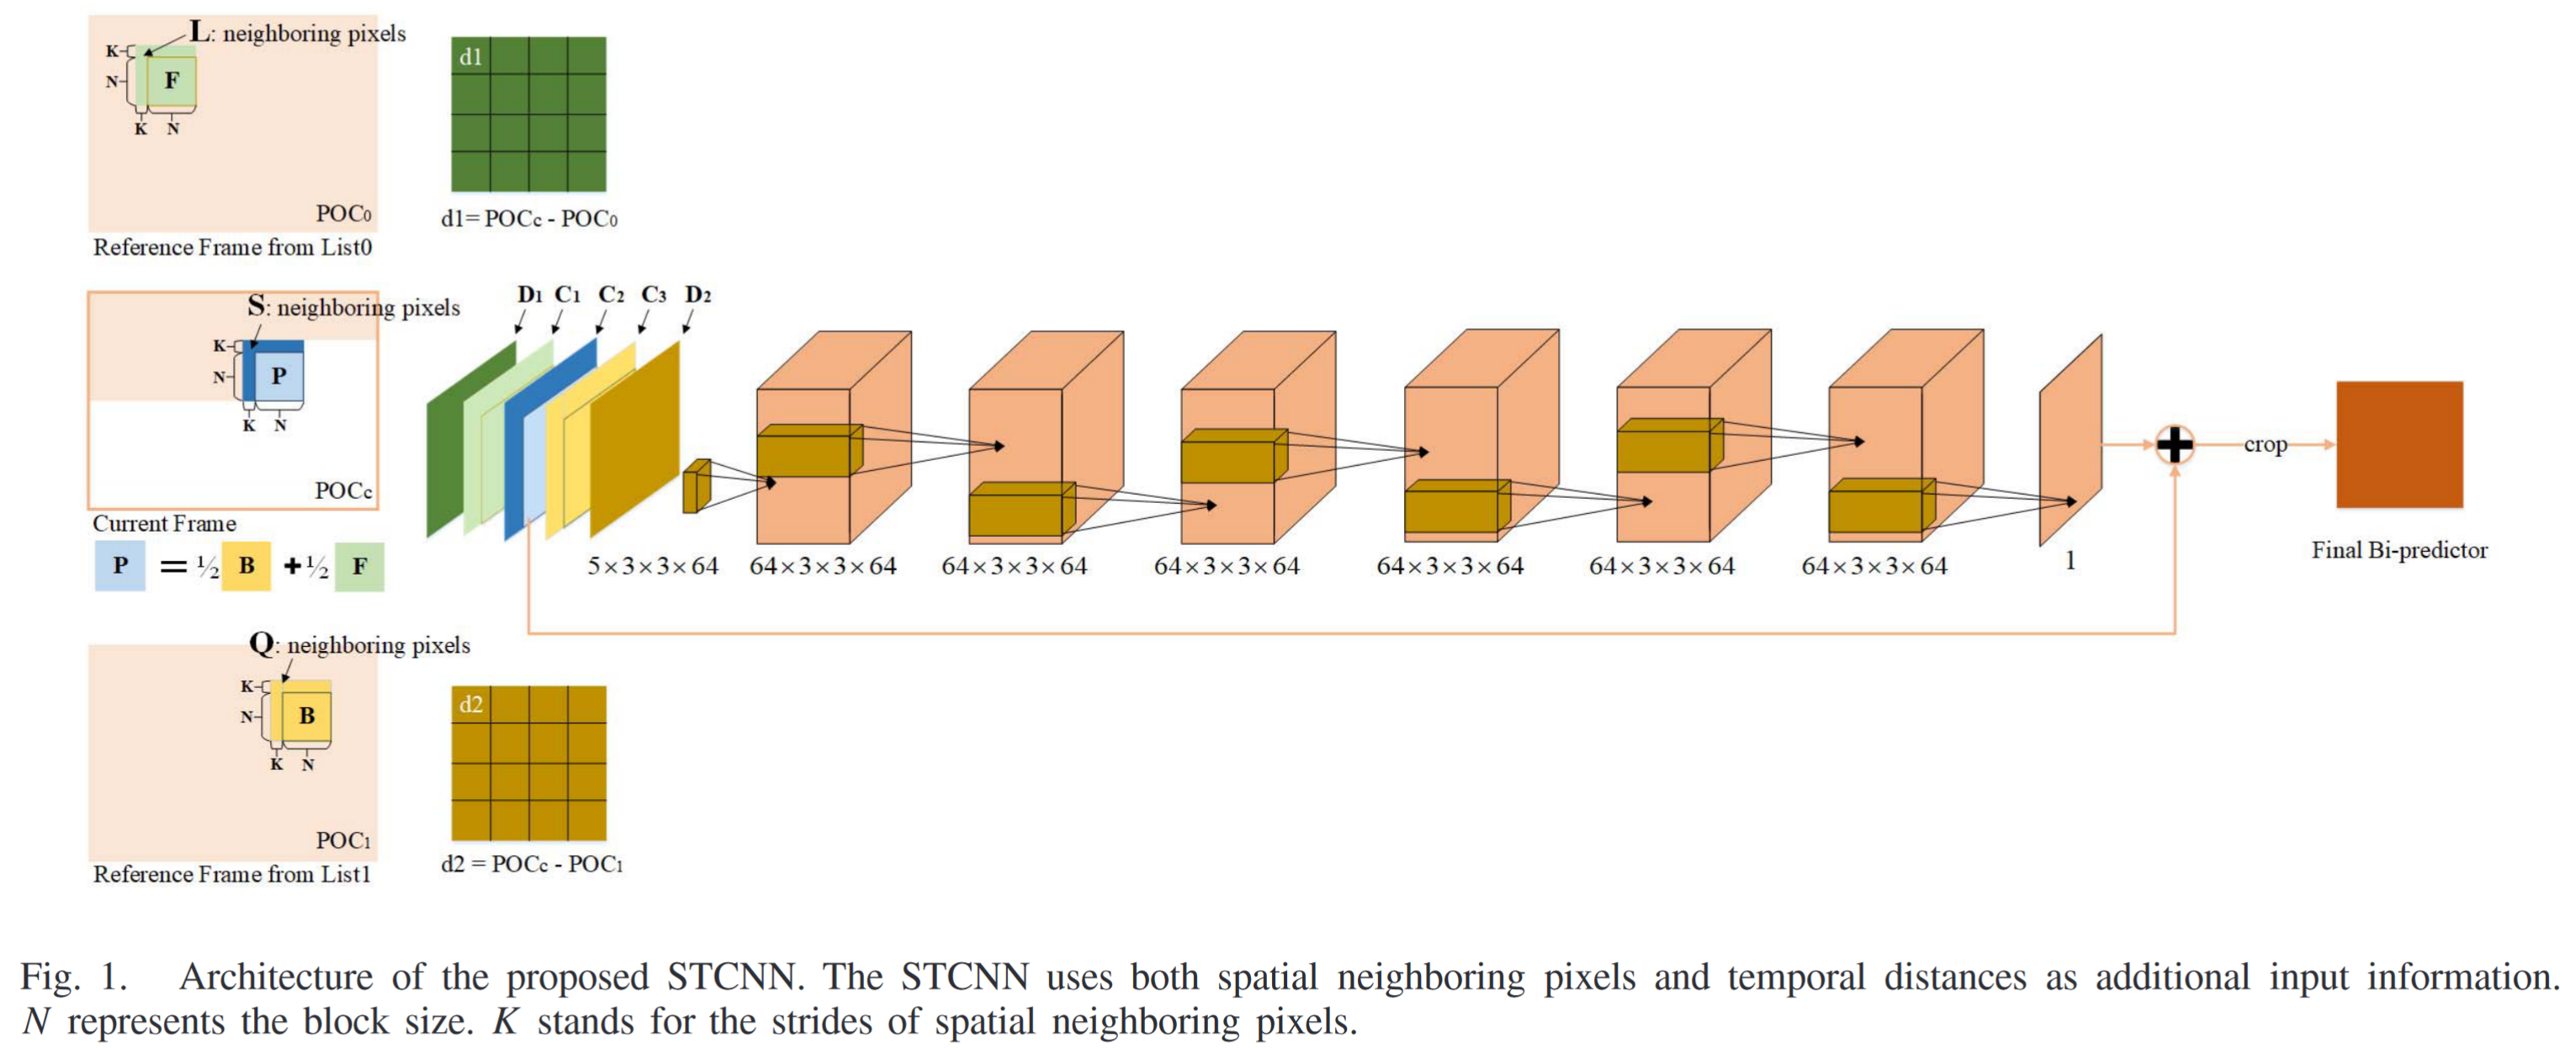 L: neighboring pixels
K
N
F
K N
POC₀
Reference Frame from List0
d1
d1= POCc - POC₀
S: neighboring pixels
K
N
P
K N
POCc
Current Frame
P = ½ B + ½ F
Q: neighboring pixels
K
N
B
K N
POC₁
Reference Frame from List1
d2
d2 = POCc - POC₁
D₁ C₁ C₂ C₃ D₂
5×3×3×64 64×3×3×64 64×3×3×64 64×3×3×64 64×3×3×64 64×3×3×64 64×3×3×64 1
crop
Final Bi-predictor
Fig. 1. Architecture of the proposed STCNN. The STCNN uses both spatial neighboring pixels and temporal distances as additional input information.
N represents the block size. K stands for the strides of spatial neighboring pixels.